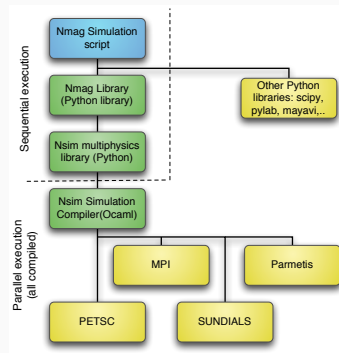 Nmag Simulation
script
Sequential execution
Nmag Library
(Python library)
Other Python
libraries: scipy,
pylab, mayavi,..
Nsim multiphysics
library (Python)
Nsim Simulation
Compiler(Ocaml)
Parallel execution
(all compiled)
MPI
Parmetis
PETSC
SUNDIALS